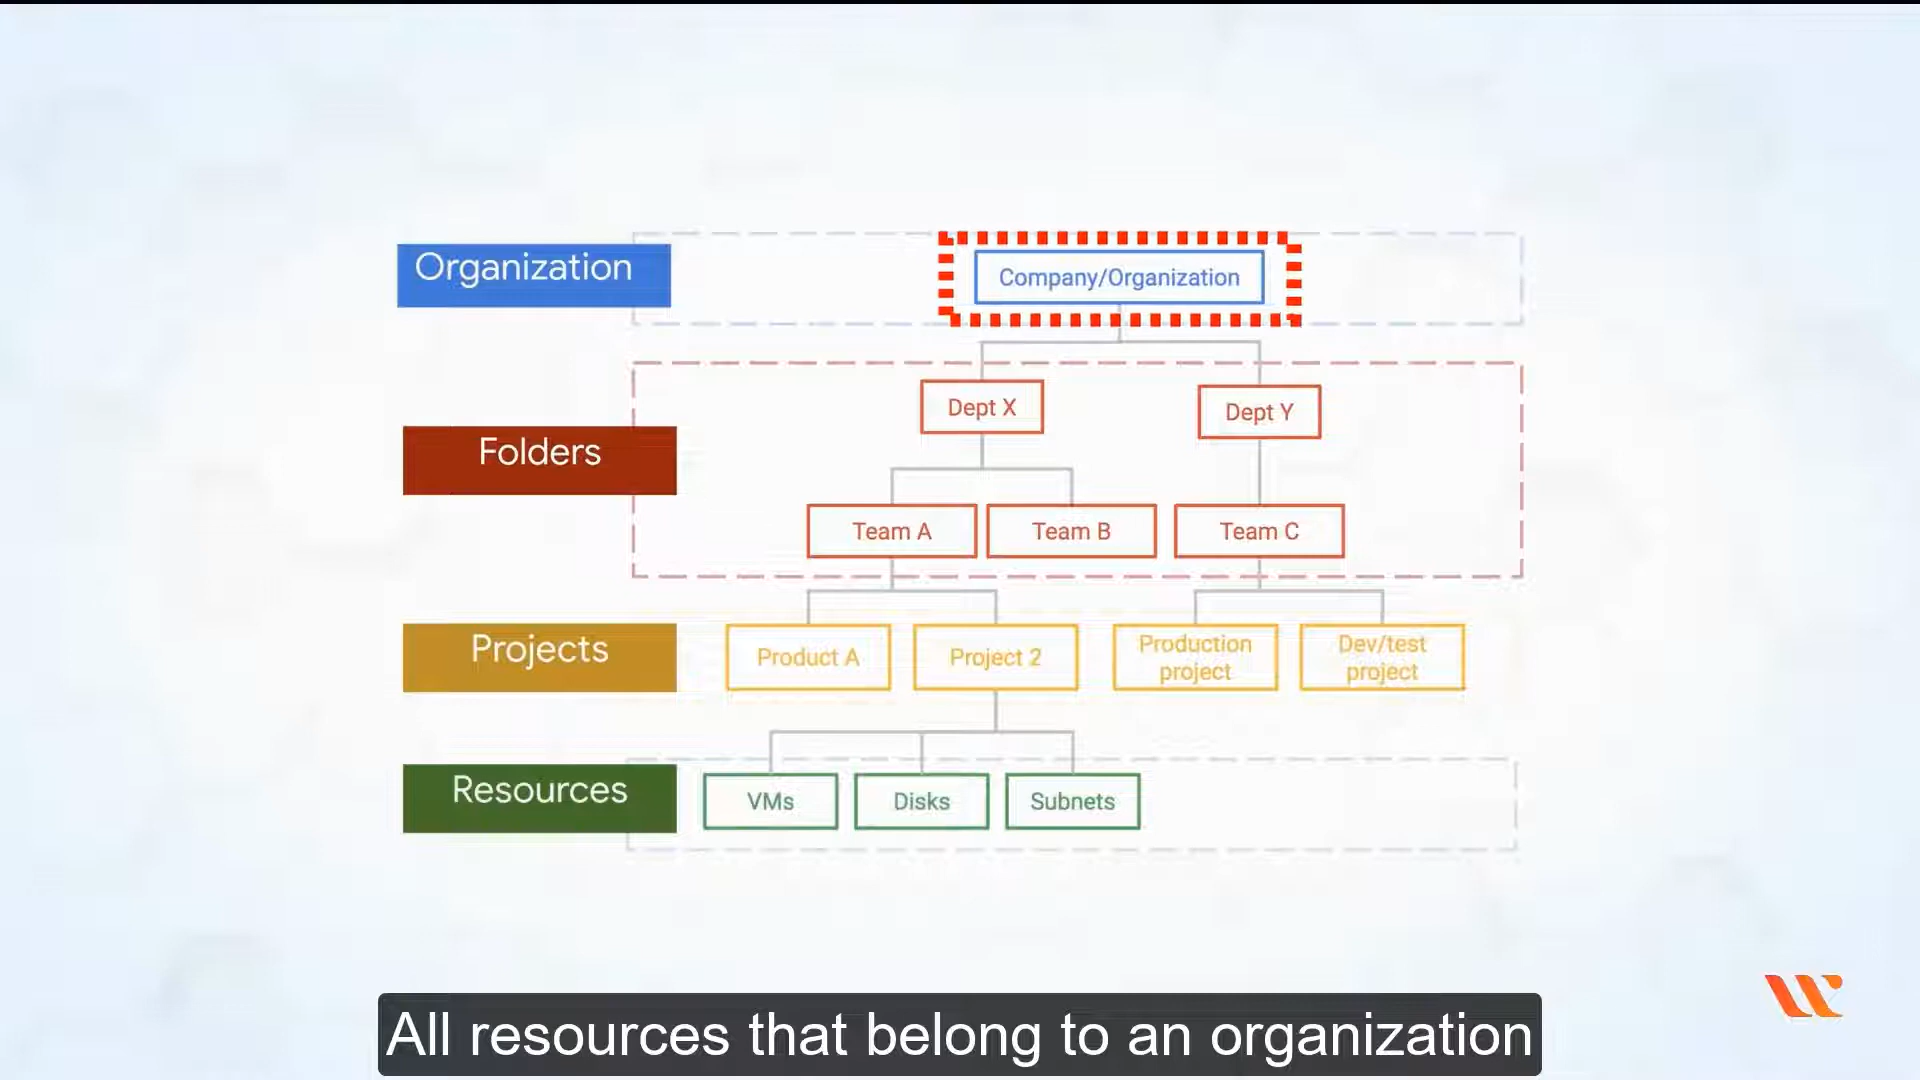 Organization
Company/Organization
Folders
Dept X
Dept Y
Team A
Team B
Team C
Projects
Product A
Project 2
Production
project
Dev/test
project
Resources
VMs
Disks
Subnets
All resources that belong to an organization